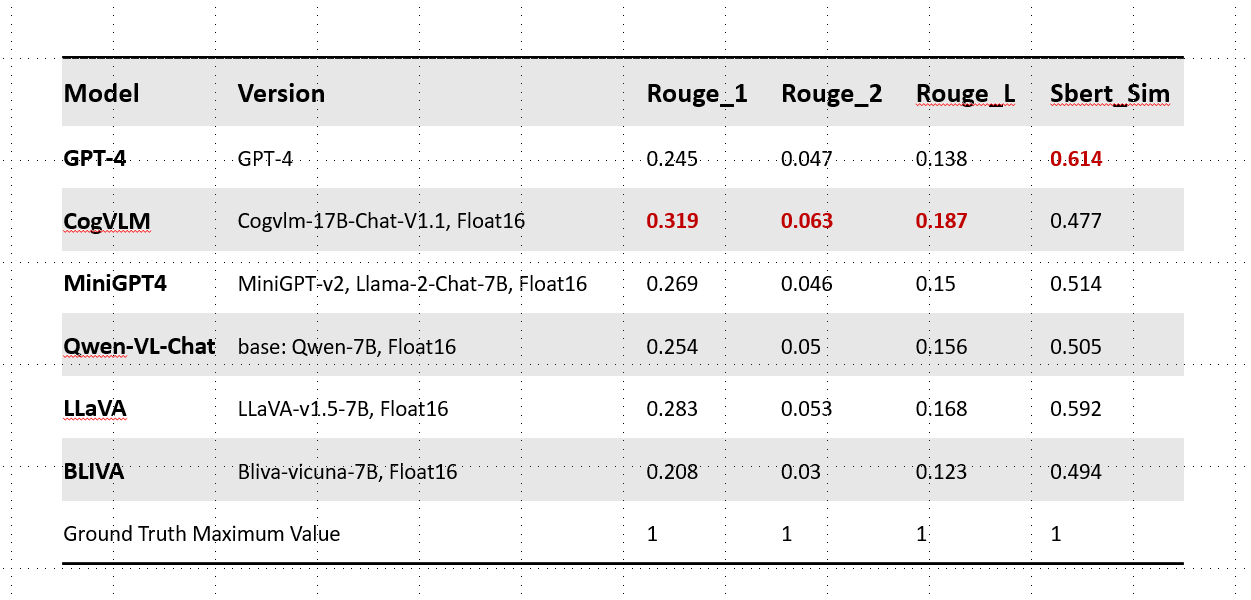 Model Version Rouge_1 Rouge_2 Rouge_L Sbert_Sim
GPT-4 GPT-4 0.245 0.047 0.138 0.614
CogVLM Cogvlm-17B-Chat-V1.1, Float16 0.319 0.063 0.187 0.477
MiniGPT4 MiniGPT-v2, Llama-2-Chat-7B, Float16 0.269 0.046 0.15 0.514
Qwen-VL-Chat base: Qwen-7B, Float16 0.254 0.05 0.156 0.505
LLaVA LLaVA-v1.5-7B, Float16 0.283 0.053 0.168 0.592
BLIVA Bliva-vicuna-7B, Float16 0.208 0.03 0.123 0.494
Ground Truth Maximum Value 1 1 1 1